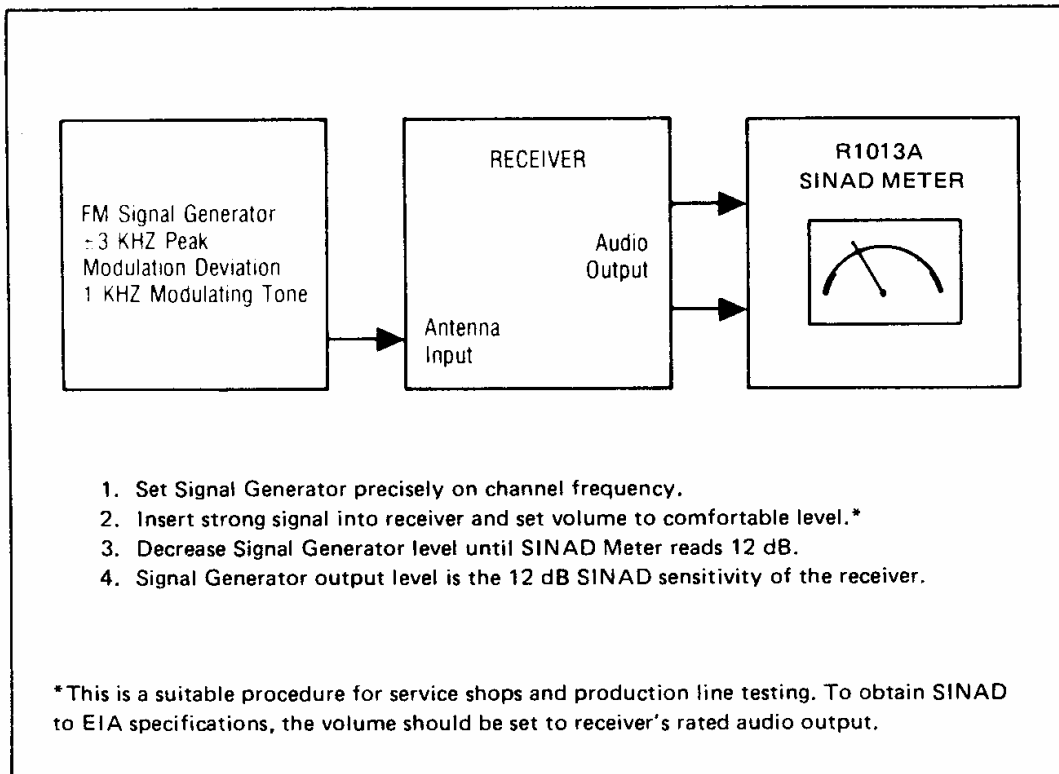 FM Signal Generator
±3 KHZ Peak
Modulation Deviation
1 KHZ Modulating Tone
RECEIVER
Audio
Output
Antenna
Input
R1013A
SINAD METER
1. Set Signal Generator precisely on channel frequency.
2. Insert strong signal into receiver and set volume to comfortable level.*
3. Decrease Signal Generator level until SINAD Meter reads 12 dB.
4. Signal Generator output level is the 12 dB SINAD sensitivity of the receiver.
*This is a suitable procedure for service shops and production line testing. To obtain SINAD
to EIA specifications, the volume should be set to receiver's rated audio output.